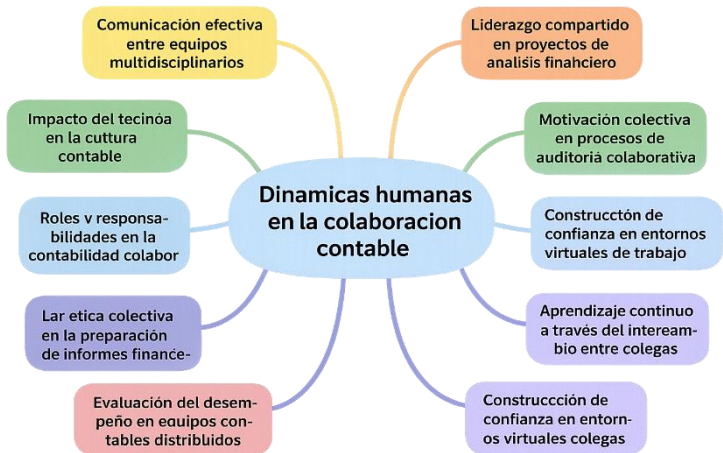 Comunicación efectiva
entre equipos
multidisciplinarios
Liderazgo compartido
en proyectos de
analisis financiero
Impacto del tecinóa
en la cuttura
contable
Motivación colectiva
en procesos de
auditoriá colaborativa
Dinamicas humanas
en la colaboracion
contable
Roles v responsa-
bilidades en la
contabilidad colabor
Construcctón de
confianza en entornos
virtuales de trabajo
Lar etica colectiva
en la preparación
de informes finance-
Aprendizaje continuo
a través del inteream-
bio entre colegas
Evaluación del desem-
peño en equipos con-
tables distribuidos
Construccción de
confianza en entorn-
os virtuales colegas